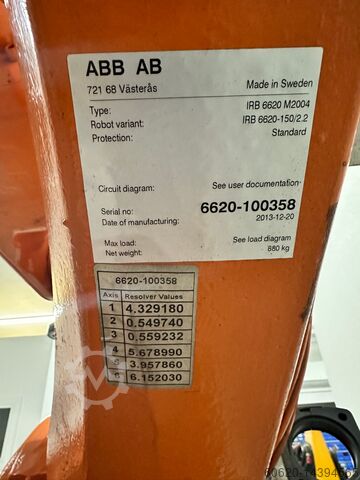 ABB AB
721 68 Västerås Made in Sweden
Type: IRB 6620 M2004
Robot variant: IRB 6620-150/2.2
Protection: Standard
Circuit diagram: See user documentation
Serial no: 6620-100358
Date of manufacturing: 2013-12-20
Max load: See load diagram
Net weight: 880 kg
6620-100358
Axis Resolver Values
1 4.329180
2 0.549740
3 0.559232
4 5.678990
5 3.957860
6 6.152030